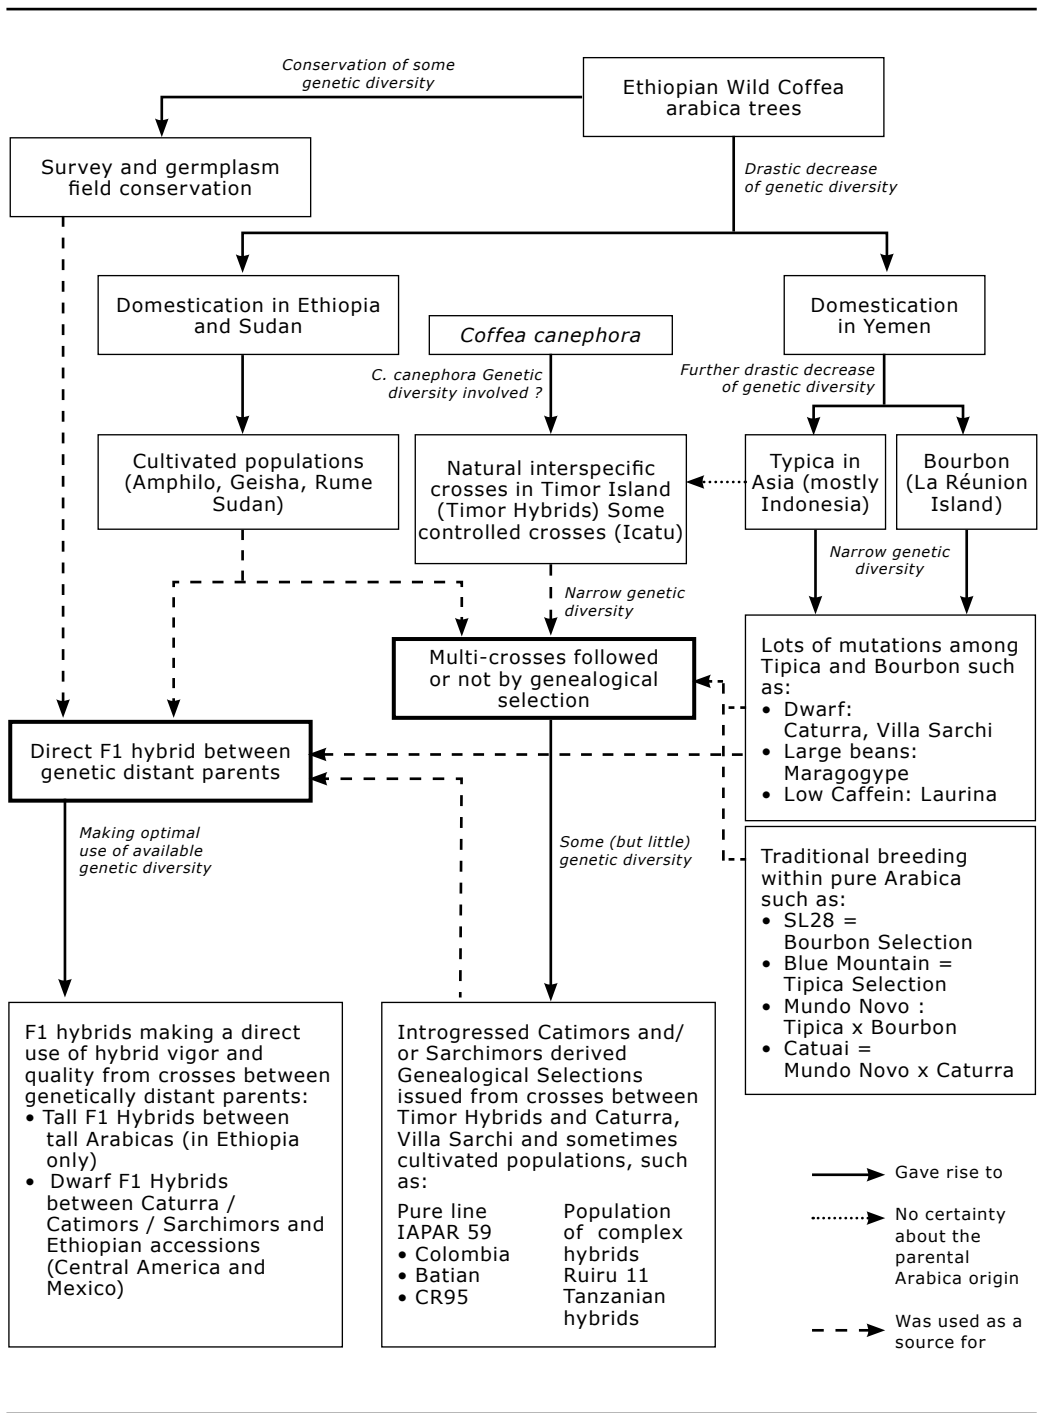 Conservation of some
genetic diversity
Ethiopian Wild Coffea
arabica trees
Survey and germplasm
field conservation
Drastic decrease
of genetic diversity
Domestication in Ethiopia
and Sudan
Coffea canephora
Domestication
in Yemen
C. canephora Genetic
diversity involved ?
Further drastic decrease
of genetic diversity
Cultivated populations
(Amphilo, Geisha, Rume
Sudan)
Natural interspecific
crosses in Timor Island
(Timor Hybrids) Some
controlled crosses (Icatu)
Typica in
Asia (mostly
Indonesia)
Bourbon
(La Réunion
Island)
Narrow genetic
diversity
Narrow genetic
diversity
Multi-crosses followed
or not by genealogical
selection
Lots of mutations among
Tipica and Bourbon such
as:
• Dwarf:
Caturra, Villa Sarchi
• Large beans:
Maragogype
• Low Caffein: Laurina
Direct F1 hybrid between
genetic distant parents
Making optimal
use of available
genetic diversity
Some (but little)
genetic diversity
Traditional breeding
within pure Arabica
such as:
• SL28 =
Bourbon Selection
• Blue Mountain =
Tipica Selection
• Mundo Novo :
Tipica x Bourbon
• Catuai =
Mundo Novo x Caturra
F1 hybrids making a direct
use of hybrid vigor and
quality from crosses between
genetically distant parents:
• Tall F1 Hybrids between
tall Arabicas (in Ethiopia
only)
• Dwarf F1 Hybrids
between Caturra /
Catimors / Sarchimors and
Ethiopian accessions
(Central America and
Mexico)
Introgressed Catimors and/
or Sarchimors derived
Genealogical Selections
issued from crosses between
Timor Hybrids and Caturra,
Villa Sarchi and sometimes
cultivated populations, such
as:
Pure line
IAPAR 59
• Colombia
• Batian
• CR95
Population
of complex
hybrids
Ruiru 11
Tanzanian
hybrids
Gave rise to
No certainty
about the
parental
Arabica origin
Was used as a
source for